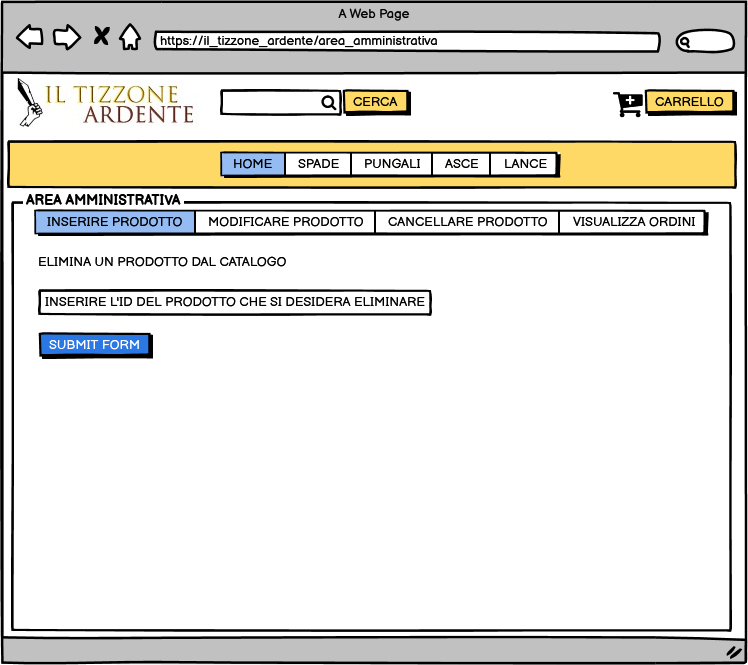 A Web Page
https://il_tizzone_ardente/area_amministrativa
IL TIZZONE
ARDENTE
CERCA
CARRELLO
HOME SPADE PUNGALI ASCE LANCE
AREA AMMINISTRATIVA
INSERIRE PRODOTTO MODIFICARE PRODOTTO CANCELLARE PRODOTTO VISUALIZZA ORDINI
ELIMINA UN PRODOTTO DAL CATALOGO
INSERIRE L'ID DEL PRODOTTO CHE SI DESIDERA ELIMINARE
SUBMIT FORM